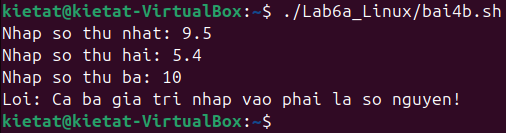 kietat@kietat-VirtualBox:~$ ./Lab6a_Linux/bai4b.sh
Nhap so thu nhat: 9.5
Nhap so thu hai: 5.4
Nhap so thu ba: 10
Loi: Ca ba gia tri nhap vao phai la so nguyen!
kietat@kietat-VirtualBox:~$